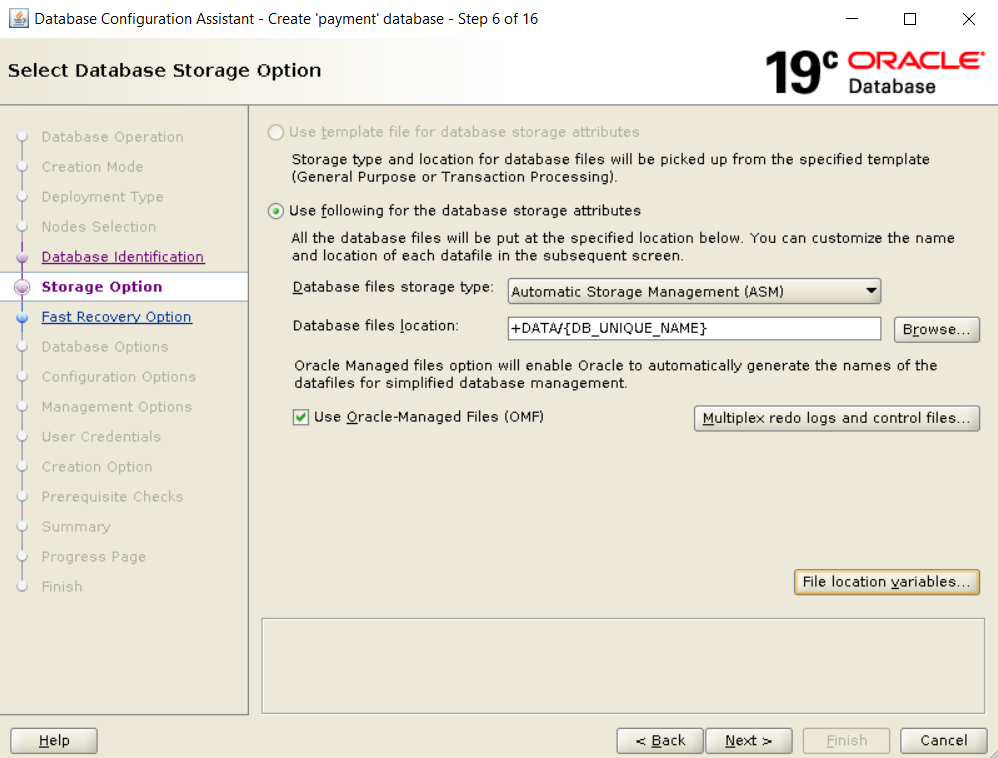 Database Configuration Assistant - Create 'payment' database - Step 6 of 16
Select Database Storage Option
19c ORACLE
Database
Database Operation
Creation Mode
Deployment Type
Nodes Selection
Database Identification
Storage Option
Fast Recovery Option
Database Options
Configuration Options
Management Options
User Credentials
Creation Option
Prerequisite Checks
Summary
Progress Page
Finish
Use template file for database storage attributes
Storage type and location for database files will be picked up from the specified template
(General Purpose or Transaction Processing).
Use following for the database storage attributes
All the database files will be put at the specified location below. You can customize the name
and location of each datafile in the subsequent screen.
Database files storage type: Automatic Storage Management (ASM)
Database files location: +DATA/{DB_UNIQUE_NAME} Browse...
Oracle Managed files option will enable Oracle to automatically generate the names of the
datafiles for simplified database management.
Use Oracle-Managed Files (OMF) Multiplex redo logs and control files...
File location variables...
Help < Back Next > Finish Cancel